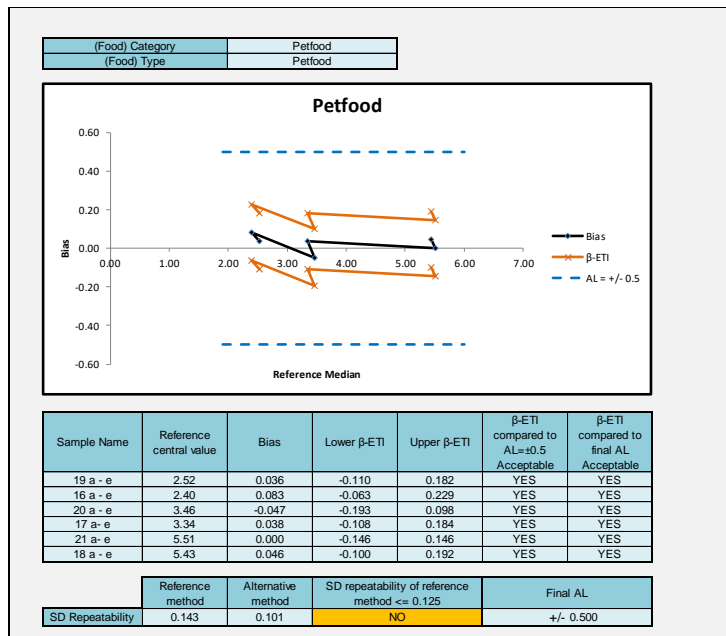 (Food) Category Petfood
(Food) Type Petfood
Petfood
0.60
0.40
0.20
0.00
-0.20
-0.40
-0.60
0.00 1.00 2.00 3.00 4.00 5.00 6.00 7.00
Bias
Reference Median
Bias
β-ETI
AL = +/- 0.5
Sample Name Reference central value Bias Lower β-ETI Upper β-ETI β-ETI compared to AL=±0.5 Acceptable β-ETI compared to final AL Acceptable
19 a - e 2.52 0.036 -0.110 0.182 YES YES
16 a - e 2.40 0.083 -0.063 0.229 YES YES
20 a - e 3.46 -0.047 -0.193 0.098 YES YES
17 a- e 3.34 0.038 -0.108 0.184 YES YES
21 a- e 5.51 0.000 -0.146 0.146 YES YES
18 a - e 5.43 0.046 -0.100 0.192 YES YES
Reference method Alternative method SD repeatability of reference method <= 0.125 Final AL
SD Repeatability 0.143 0.101 NO +/- 0.500